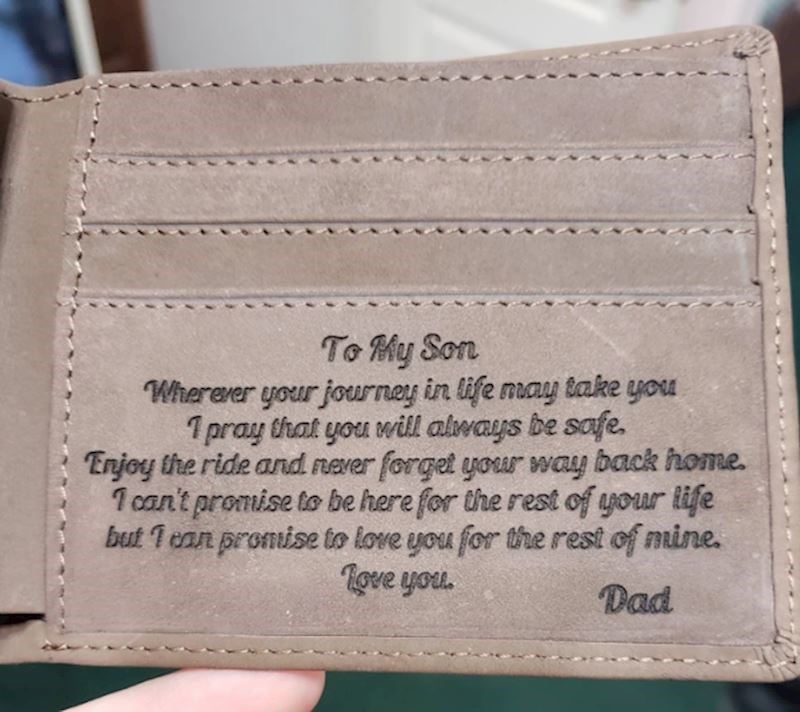 To My Son
Wherever your journey in life may take you
I pray that you will always be safe.
Enjoy the ride and never forget your way back home.
I can't promise to be here for the rest of your life
but I can promise to love you for the rest of mine.
Love you.
Dad